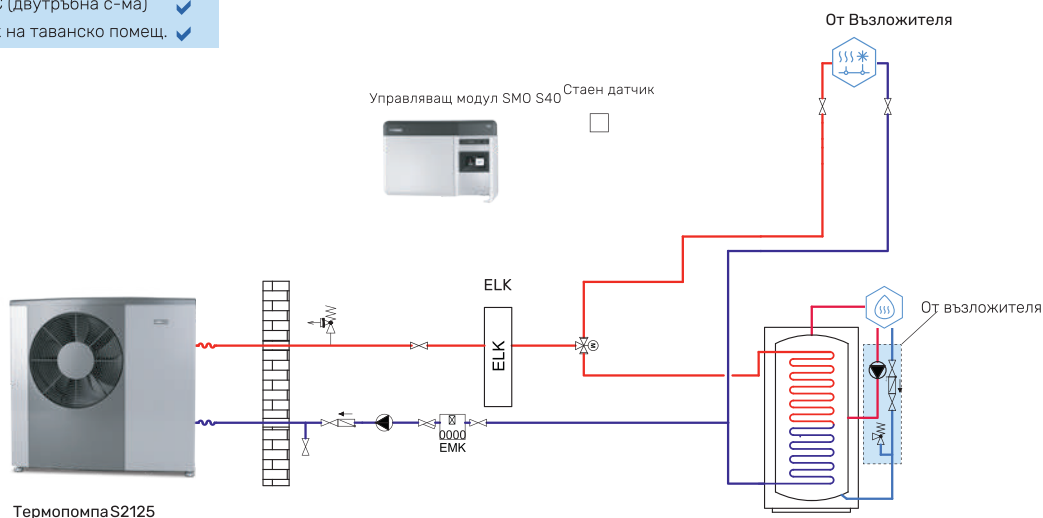 С (двутръбна с-ма)
на таванско помещ.
От Възложителя
Управляващ модул SMO S40
Стаен датчик
ELK
ELK
От възложителя
M
0000
EMK
Термопомпа S2125